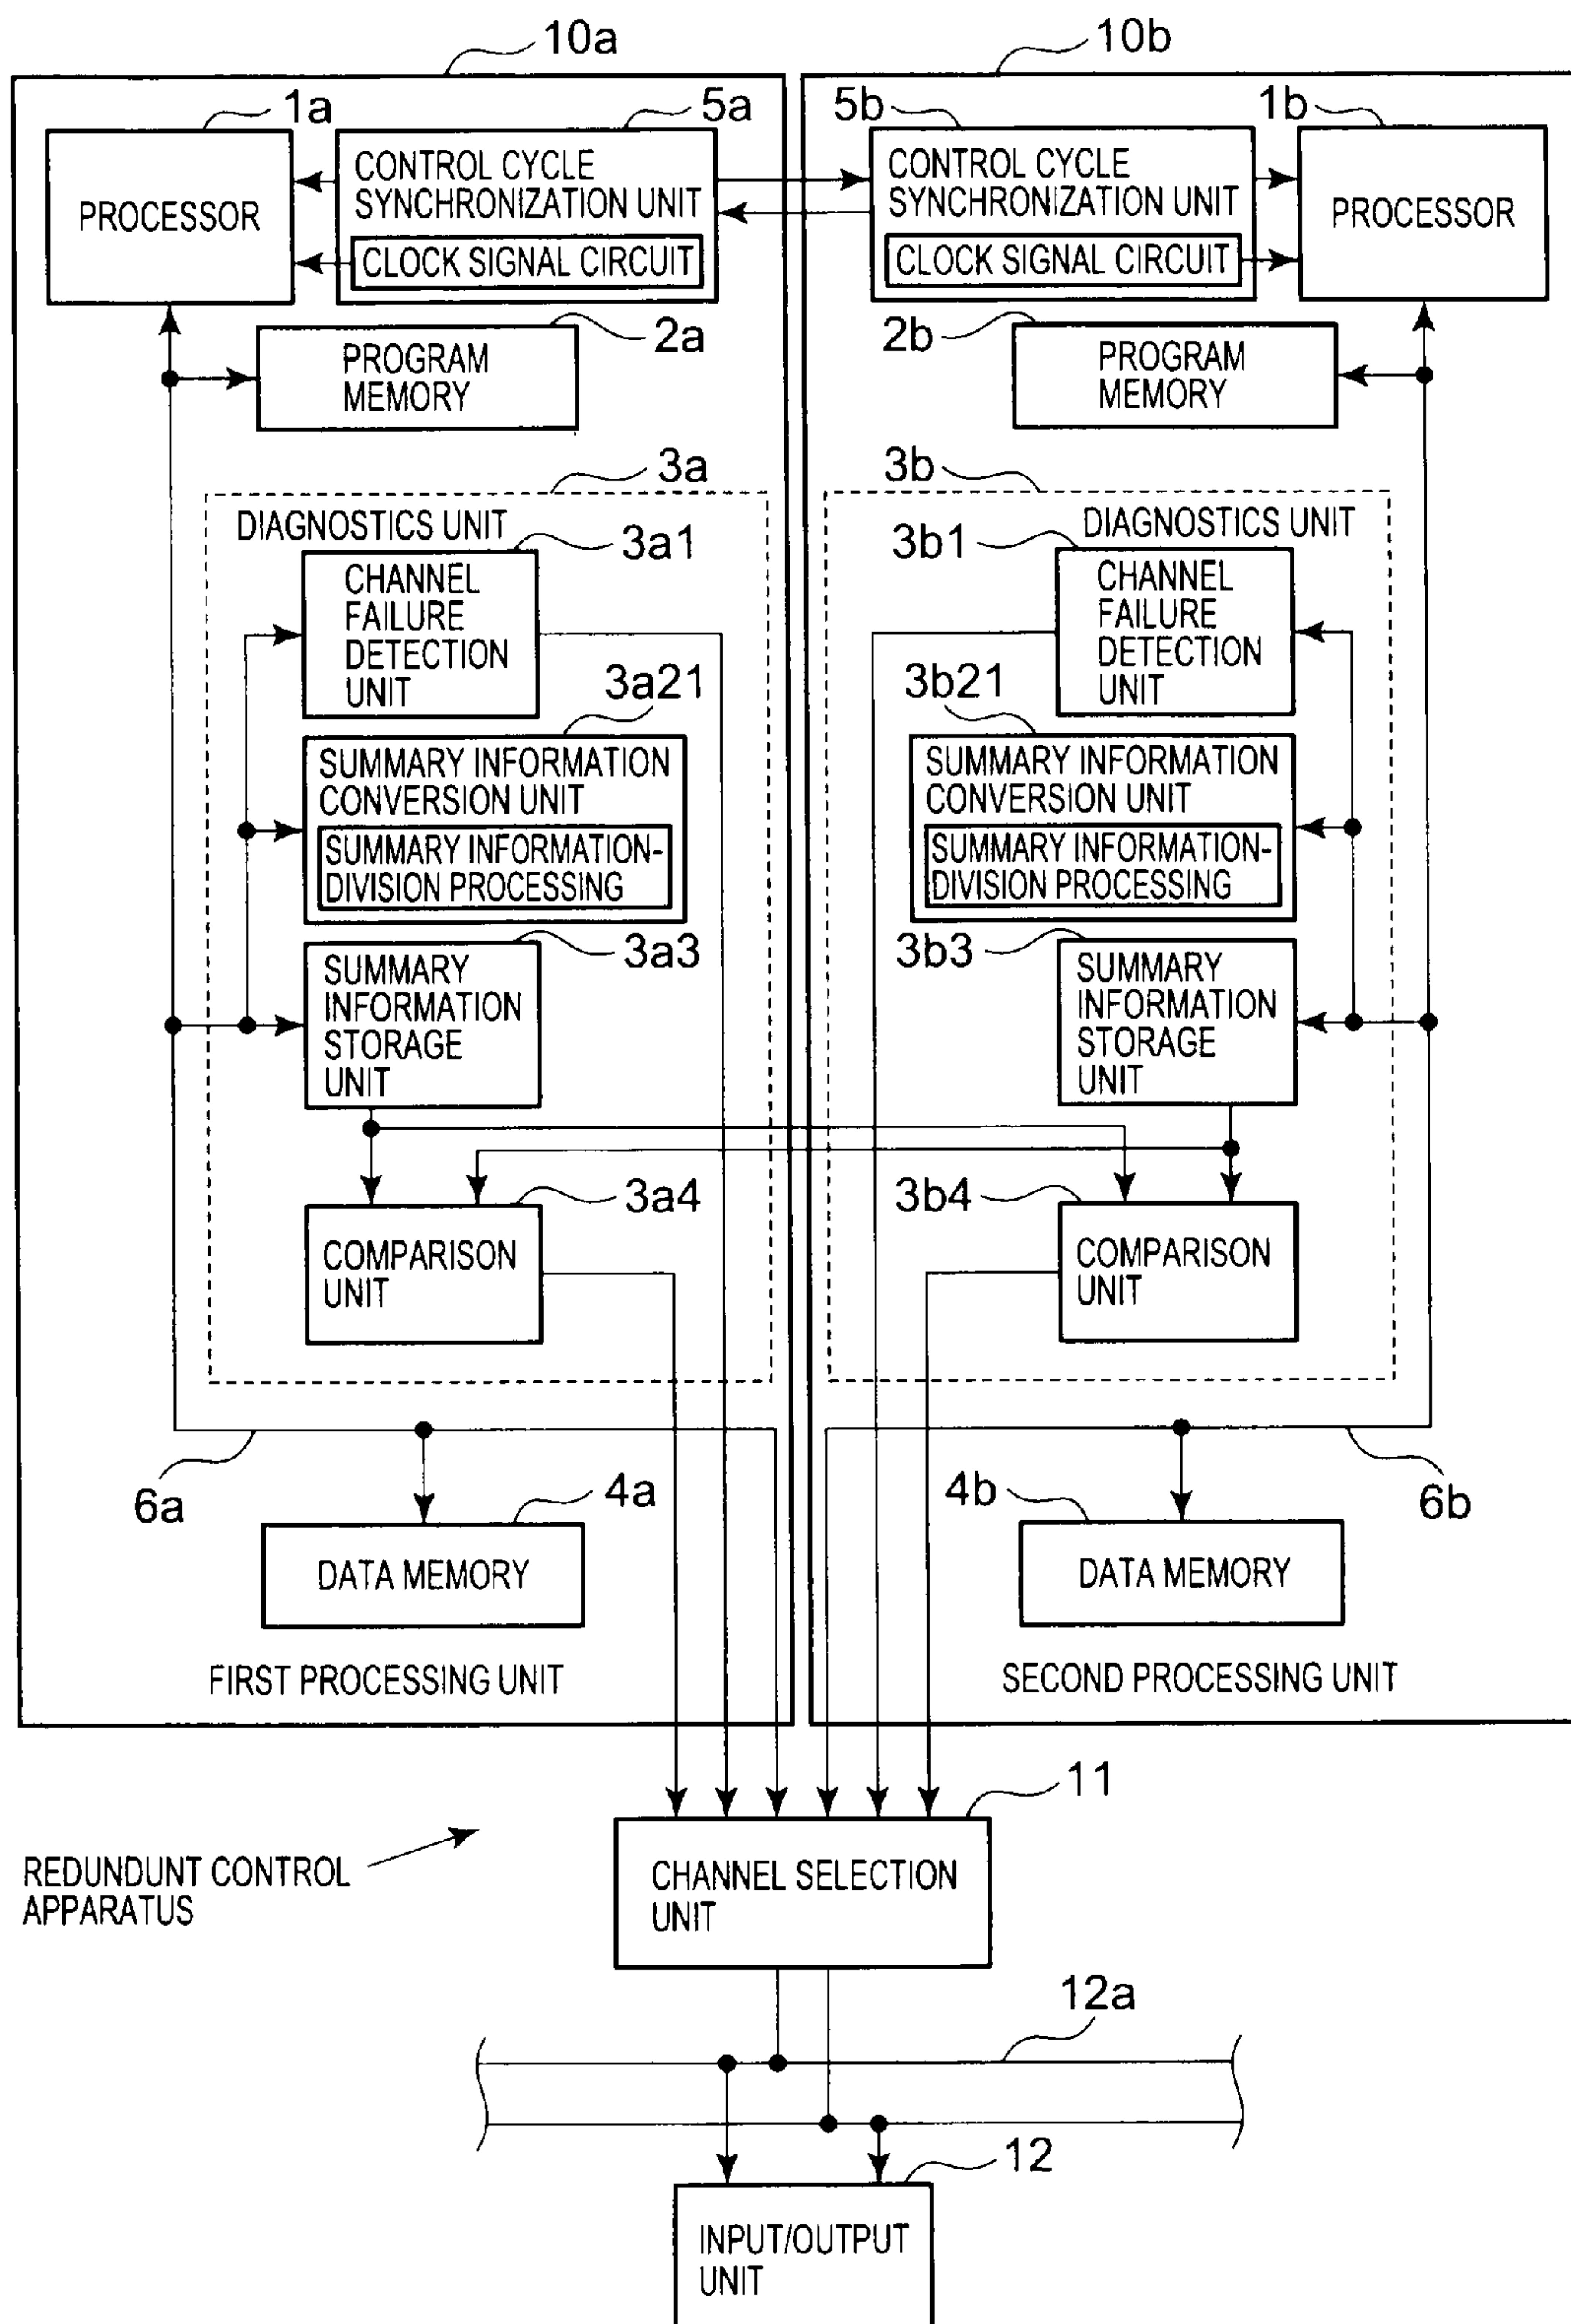 10a
10b
1a
5a
5b
1b
PROCESSOR
CONTROL CYCLE
SYNCHRONIZATION UNIT
CLOCK SIGNAL CIRCUIT
CONTROL CYCLE
SYNCHRONIZATION UNIT
CLOCK SIGNAL CIRCUIT
PROCESSOR
2a
PROGRAM
MEMORY
2b
PROGRAM
MEMORY
3a
DIAGNOSTICS UNIT
3b
DIAGNOSTICS UNIT
3a1
CHANNEL
FAILURE
DETECTION
UNIT
3b1
CHANNEL
FAILURE
DETECTION
UNIT
3a21
SUMMARY INFORMATION
CONVERSION UNIT
SUMMARY INFORMATION-
DIVISION PROCESSING
3b21
SUMMARY INFORMATION
CONVERSION UNIT
SUMMARY INFORMATION-
DIVISION PROCESSING
3a3
SUMMARY
INFORMATION
STORAGE
UNIT
3b3
SUMMARY
INFORMATION
STORAGE
UNIT
3a4
COMPARISON
UNIT
3b4
COMPARISON
UNIT
6a
4a
DATA MEMORY
4b
6b
DATA MEMORY
FIRST PROCESSING UNIT
SECOND PROCESSING UNIT
11
CHANNEL SELECTION
UNIT
REDUNDUNT CONTROL
APPARATUS
12a
12
INPUT/OUTPUT
UNIT